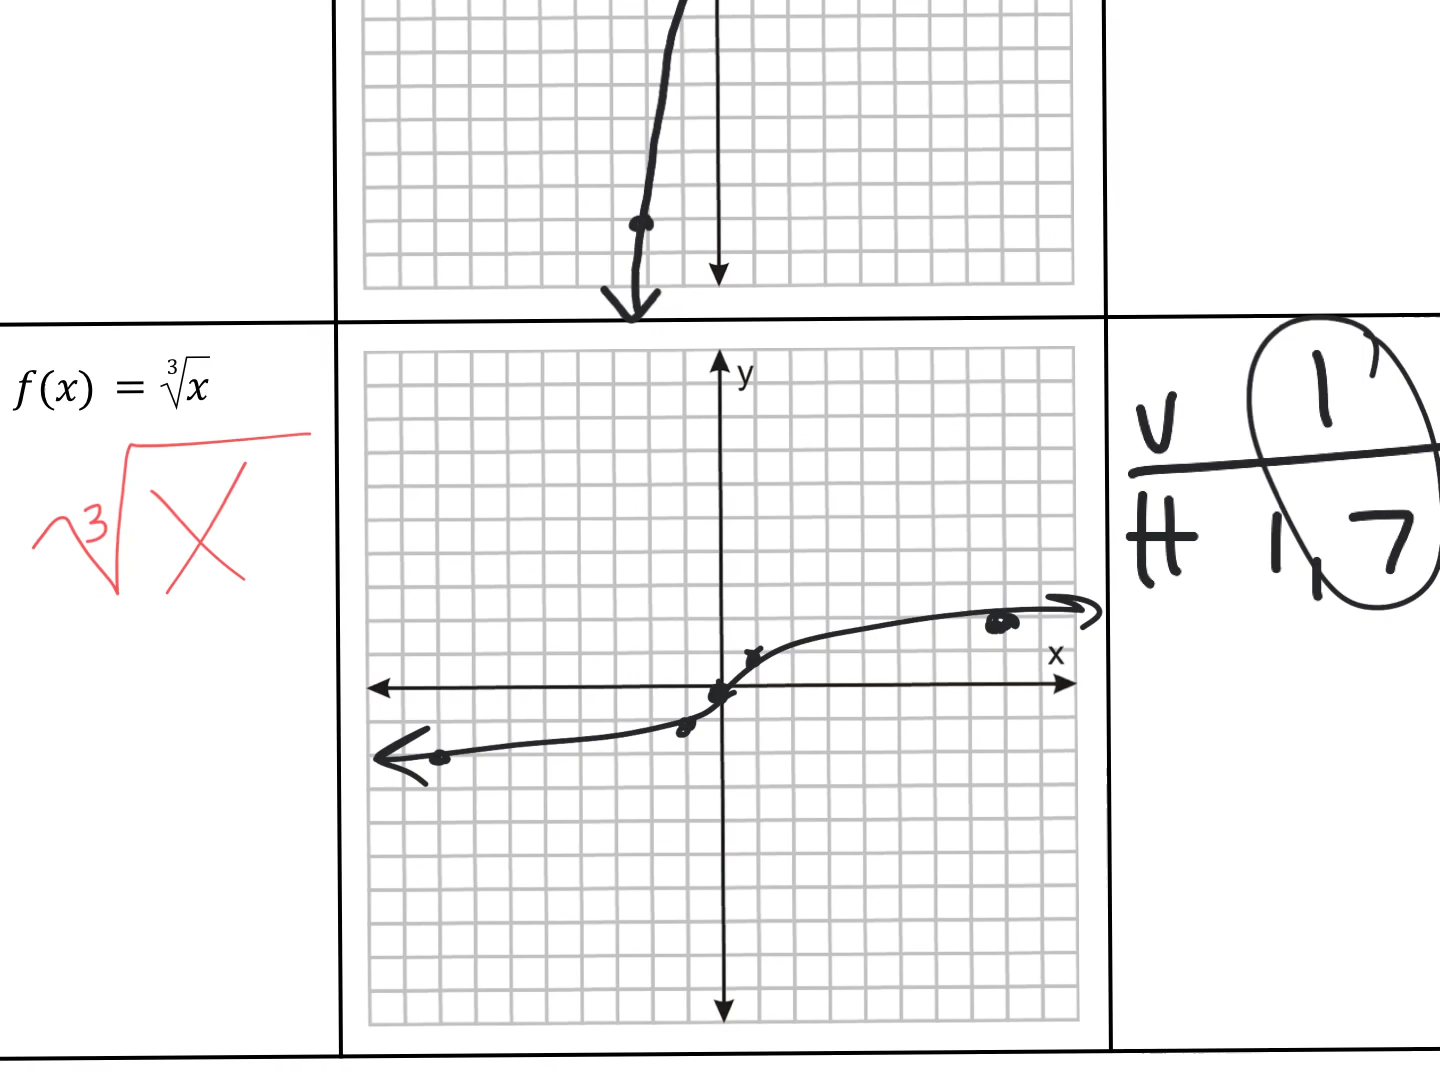 f(x) = ∛x
∛x
y
x
V 1,
H 1, 7